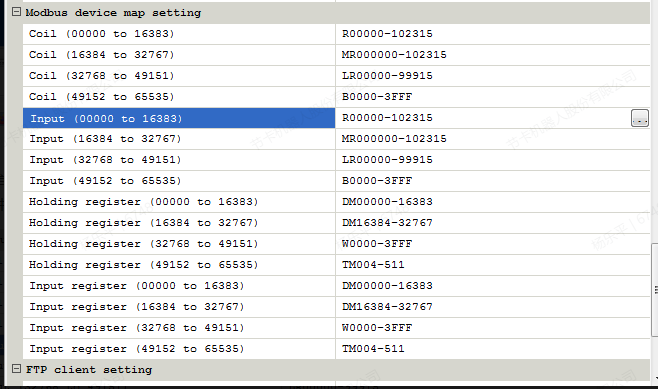 Modbus device map setting
Coil (00000 to 16383) R00000-102315
Coil (16384 to 32767) MR000000-102315
Coil (32768 to 49151) LR00000-99915
Coil (49152 to 65535) B0000-3FFF
Input (00000 to 16383) R00000-102315
Input (16384 to 32767) MR000000-102315
Input (32768 to 49151) LR00000-99915
Input (49152 to 65535) B0000-3FFF
Holding register (00000 to 16383) DM00000-16383
Holding register (16384 to 32767) DM16384-32767
Holding register (32768 to 49151) W0000-3FFF
Holding register (49152 to 65535) TM004-511
Input register (00000 to 16383) DM00000-16383
Input register (16384 to 32767) DM16384-32767
Input register (32768 to 49151) W0000-3FFF
Input register (49152 to 65535) TM004-511
FTP client setting